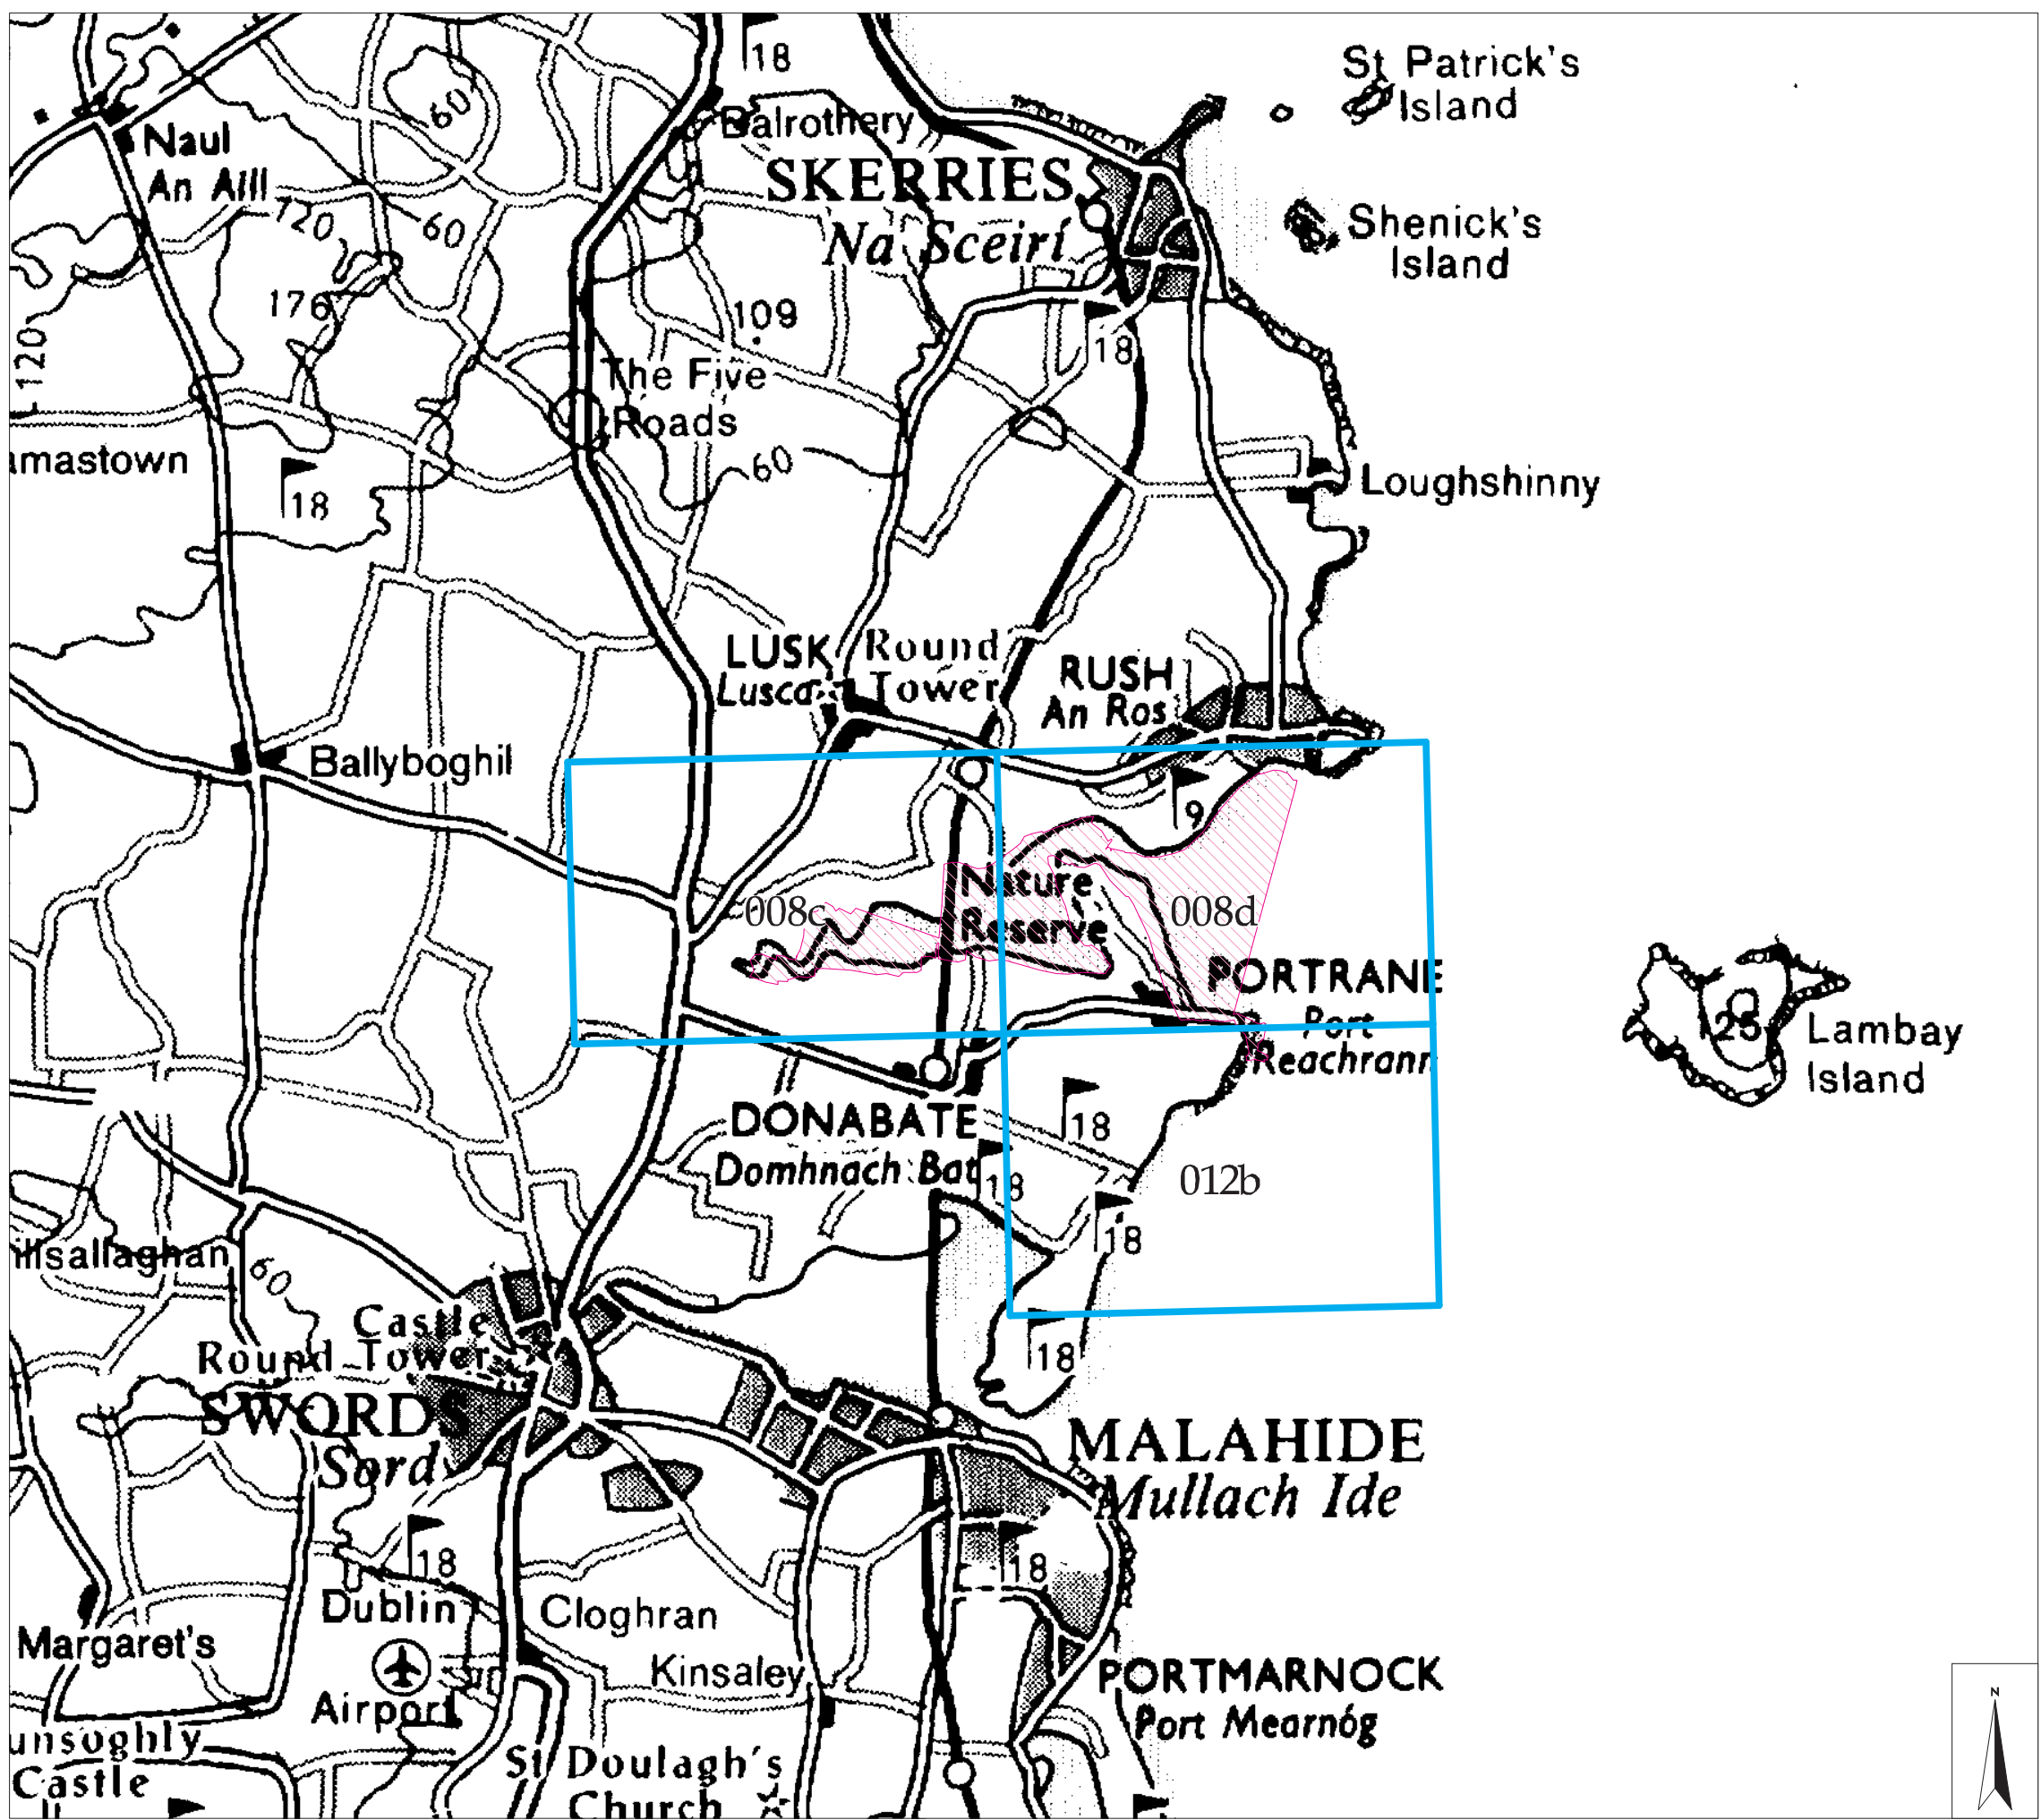 18
St Patrick's
Island
60
Balrothery
Naul
An Aill
SKERRIES
Na Sceirí
120
60
Shenick's
Island
176
109
120
18
The Five
Roads
60
amastown
18
Loughshinny
LUSK
Lusca
Round
Tower
RUSH
An Ros
Ballyboghil
9
Nature
Reserve
008c
008d
PORTRANE
Port
Reachrann
Lambay
Island
DONABATE
Domhnach Bat
18
18
18
012b
illsallaghan
60
Castle
Round Tower
18
SWORDS
Sord
MALAHIDE
Mullach Ide
18
18
Dublin
Airport
Cloghran
Kinsaley
Margaret's
PORTMARNOCK
Port Mearnóg
unsoghly
Castle
St Doulagh's
Church
N